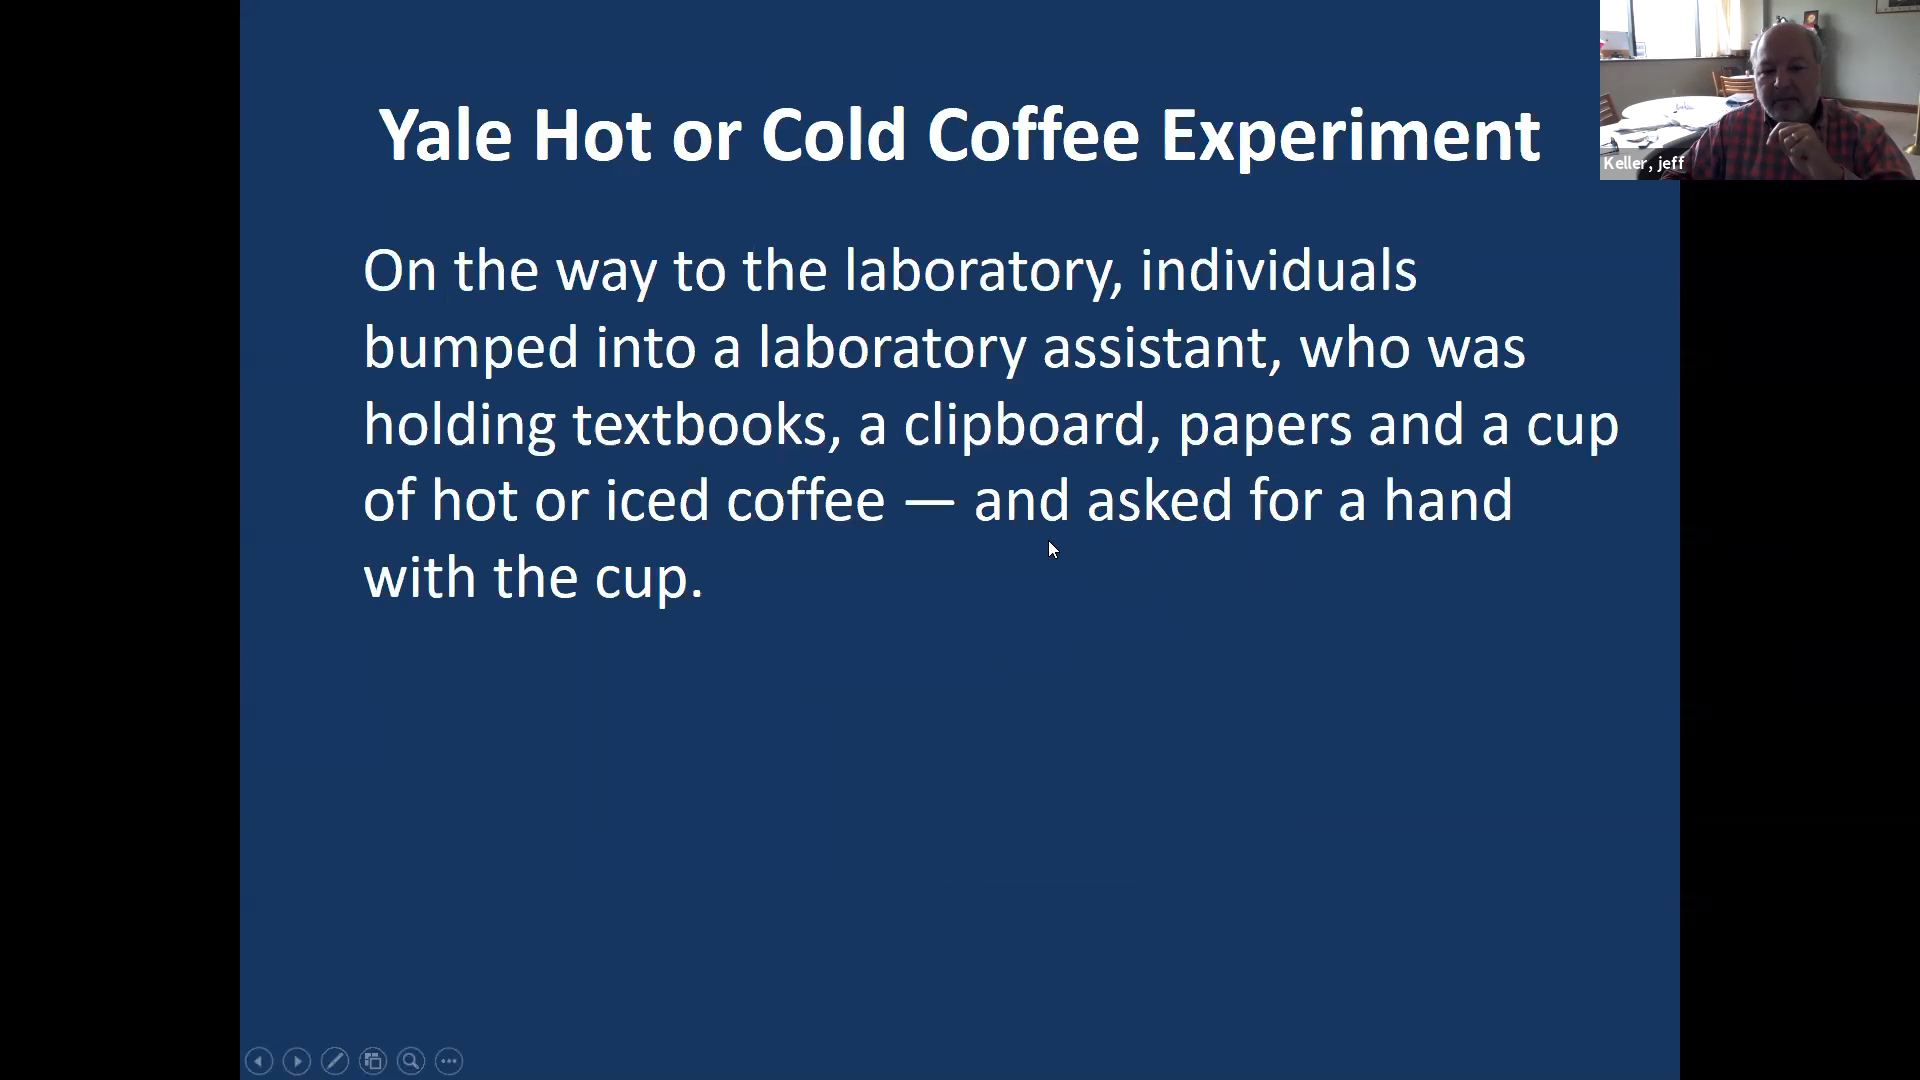 Yale Hot or Cold Coffee Experiment
On the way to the laboratory, individuals
bumped into a laboratory assistant, who was
holding textbooks, a clipboard, papers and a cup
of hot or iced coffee — and asked for a hand
with the cup.
Keller, jeff